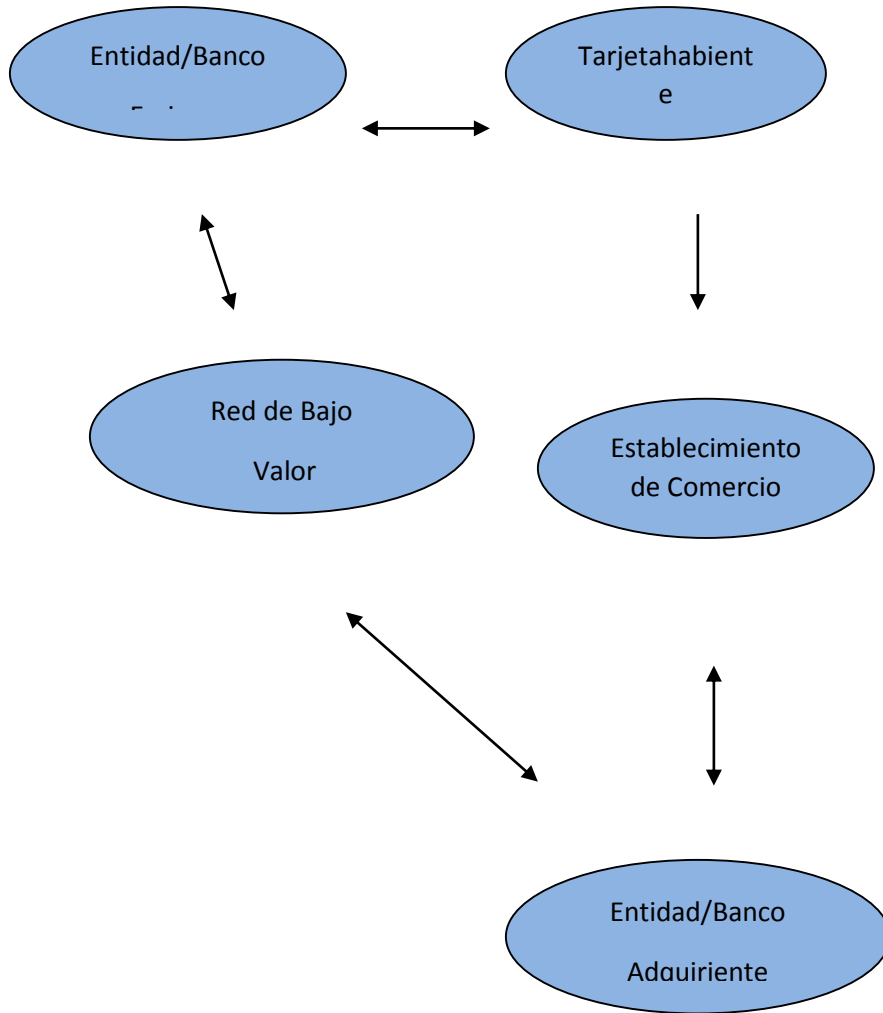 Entidad/Banco
Tarjetahabient
e
Red de Bajo
Valor
Establecimiento
de Comercio
Entidad/Banco
Adquiriente